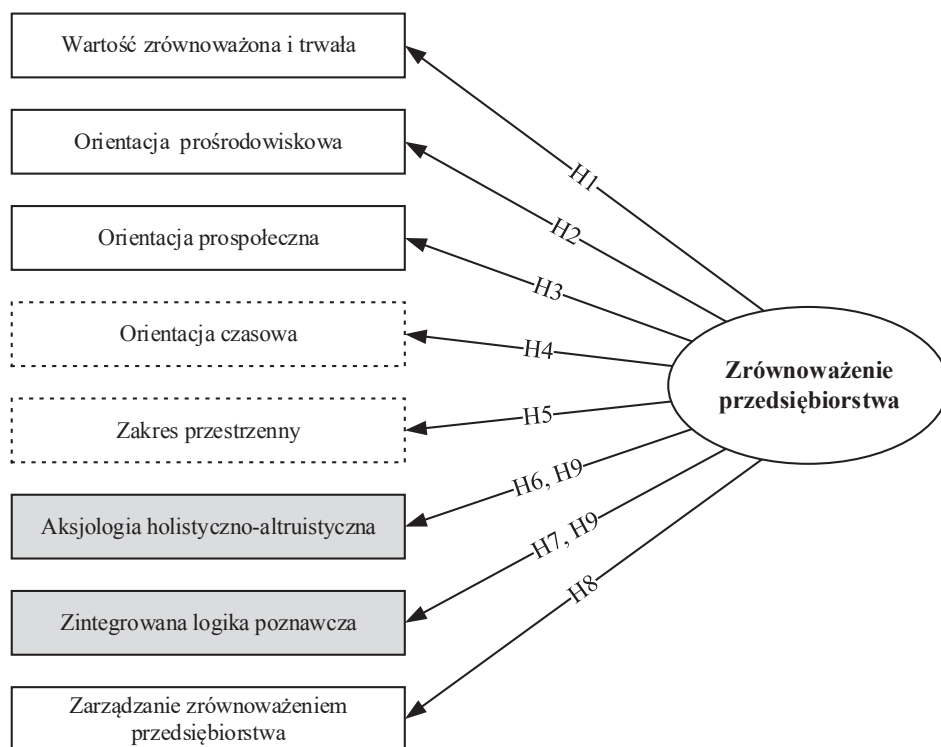 Wartość zrównoważona i trwała
H1
Orientacja prośrodowiskowa
H2
Orientacja prospołeczna
H3
Orientacja czasowa
H4
Zrównoważenie
przedsiębiorstwa
Zakres przestrzenny
H5
Aksjologia holistyczno-altruistyczna
H6, H9
Zintegrowana logika poznawcza
H7, H9
H8
Zarządzanie zrównoważeniem
przedsiębiorstwa